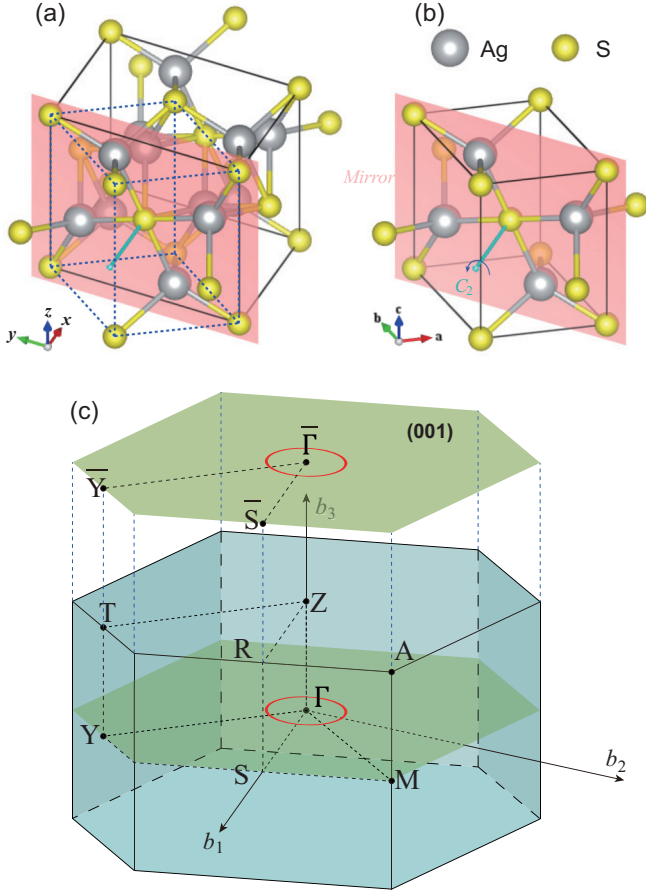 (a)
(b)
Ag
S
Mirror
C₂
z
x
y
c
b
a
(c)
(001)
Γ̅
Y̅
S̅
b₃
T
Z
R
A
Γ
Y
S
M
b₂
b₁